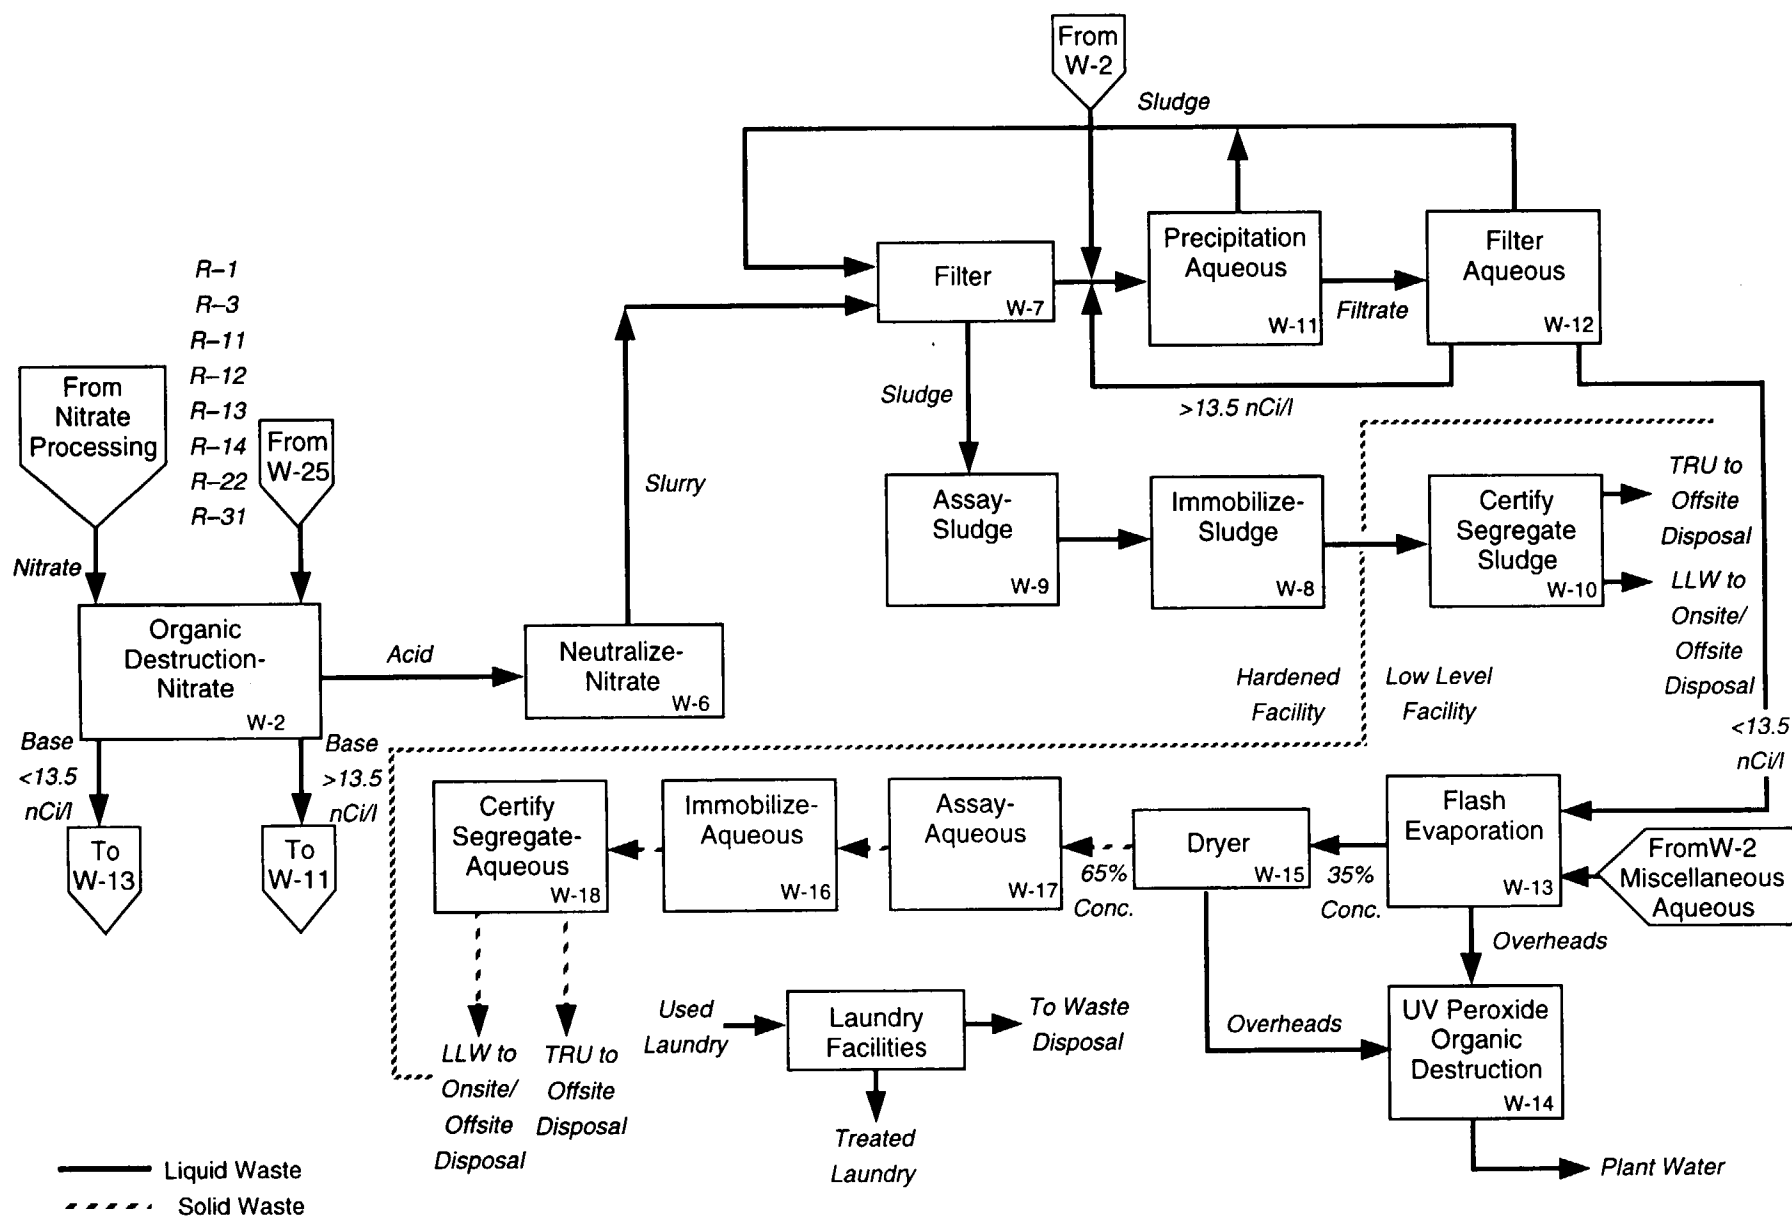 From
W-2
Sludge
Precipitation
Aqueous
W-11
Filter
Aqueous
W-12
Filter
W-7
Filtrate
>13.5 nCi/l
R–1
R–3
R–11
R–12
R–13
R–14
R–22
R–31
From
Nitrate
Processing
From
W-25
Nitrate
Slurry
Sludge
Assay-
Sludge
W-9
Immobilize-
Sludge
W-8
Certify
Segregate
Sludge
W-10
TRU to
Offsite
Disposal
LLW to
Onsite/
Offsite
Disposal
Organic
Destruction-
Nitrate
W-2
Acid
Neutralize-
Nitrate
W-6
Hardened
Facility
Low Level
Facility
<13.5
nCi/l
Base
<13.5
nCi/l
Base
>13.5
nCi/l
To
W-13
To
W-11
Certify
Segregate-
Aqueous
W-18
Immobilize-
Aqueous
W-16
Assay-
Aqueous
W-17
65%
Conc.
Dryer
W-15
35%
Conc.
Flash
Evaporation
W-13
FromW-2
Miscellaneous
Aqueous
Overheads
Overheads
UV Peroxide
Organic
Destruction
W-14
Plant Water
Used
Laundry
Laundry
Facilities
To Waste
Disposal
Treated
Laundry
LLW to
Onsite/
Offsite
Disposal
TRU to
Offsite
Disposal
Liquid Waste
Solid Waste